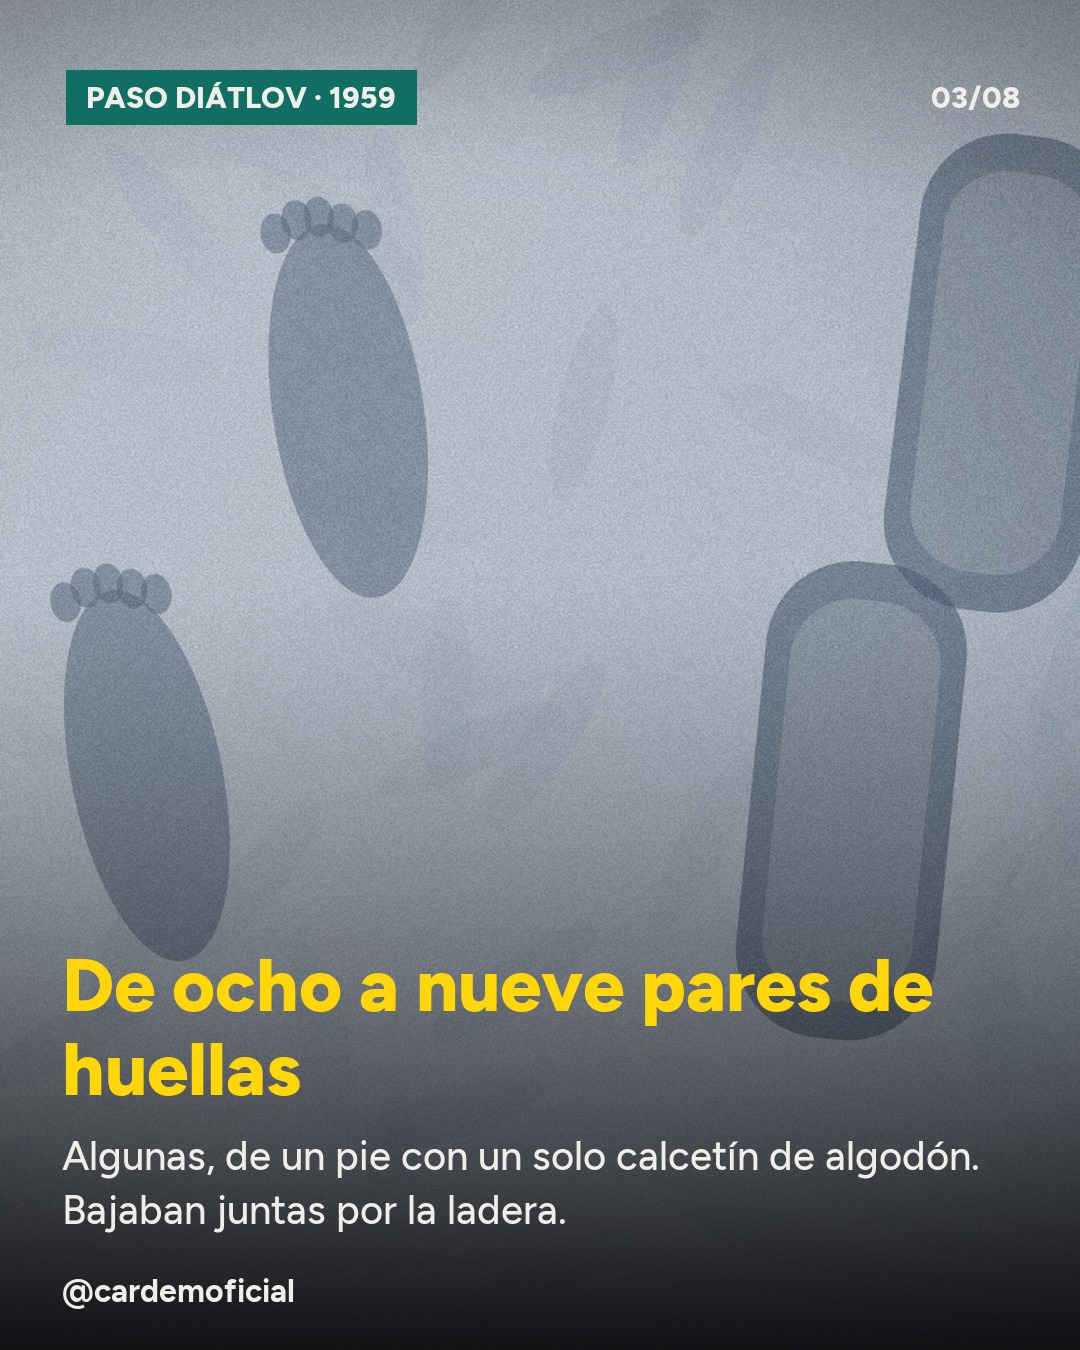 PASO DIÁTLOV · 1959
03/08
De ocho a nueve pares de
huellas
Algunas, de un pie con un solo calcetín de algodón.
Bajaban juntas por la ladera.
@cardemoficial